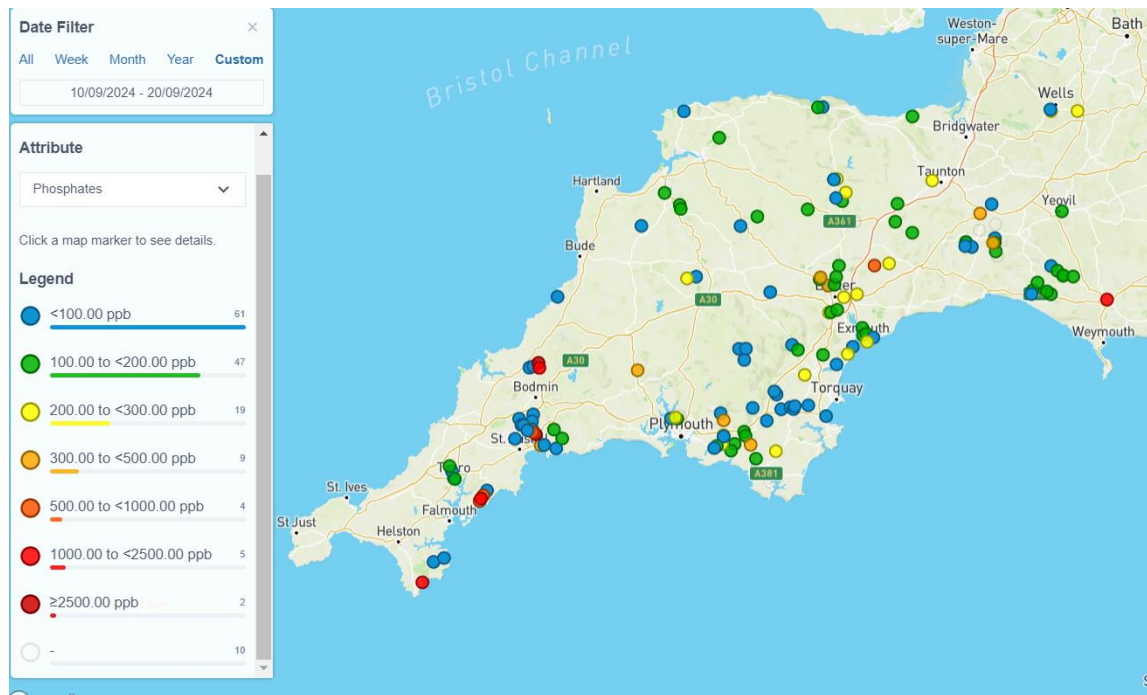 Date Filter
×
All Week Month Year Custom
10/09/2024 - 20/09/2024
Attribute
Phosphates
Click a map marker to see details.
Legend
<100.00 ppb 61
100.00 to <200.00 ppb 47
200.00 to <300.00 ppb 19
300.00 to <500.00 ppb 9
500.00 to <1000.00 ppb 4
1000.00 to <2500.00 ppb 5
≥2500.00 ppb 2
- 10
Bristol Channel
Weston-
super-Mare
Bath
Wells
Bridgwater
Taunton
Hartland
Yeovil
A361
Bude
A30
Exmouth
Weymouth
A30
Bodmin
Torquay
Plymouth
St.
A381
St. Ives
Falmouth
St Just
Helston